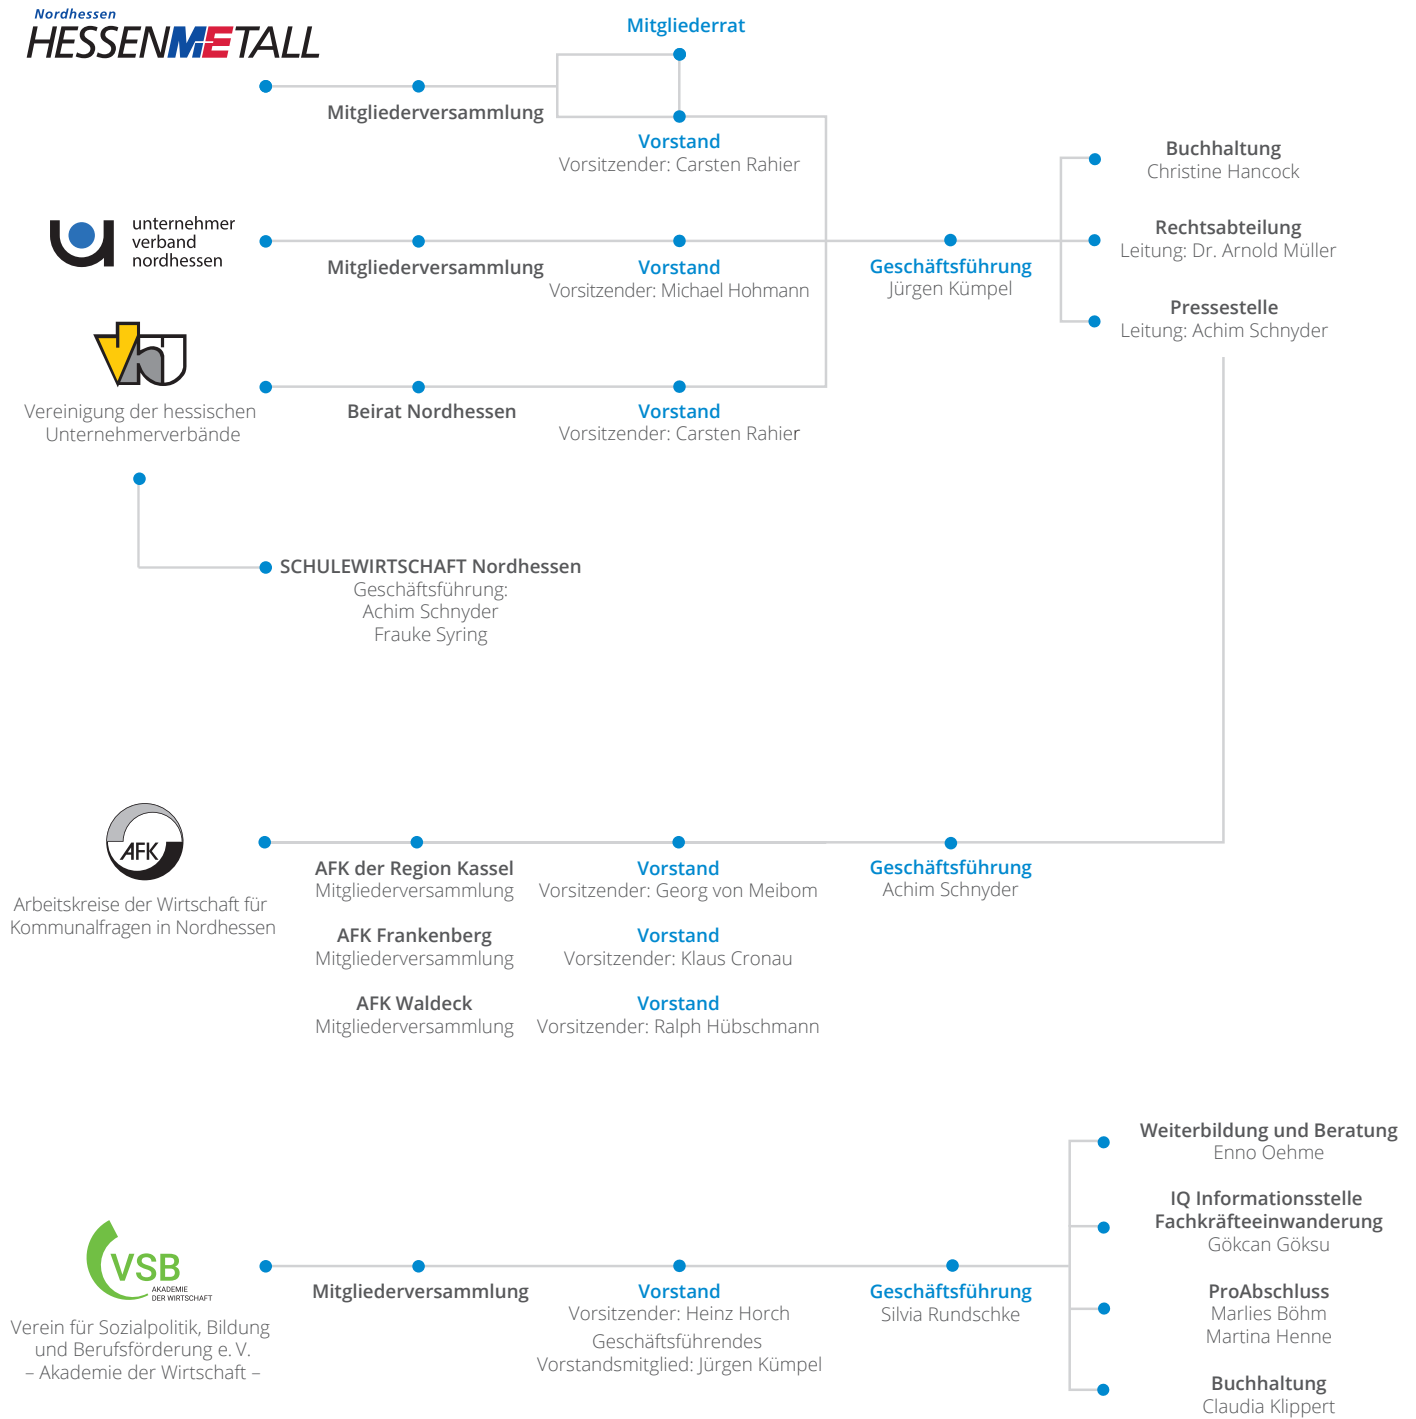 Nordhessen
HESSENMETALL
Mitgliederversammlung
Mitgliederrat
Vorstand
Vorsitzender: Carsten Rahier
unternehmer
verband
nordhessen
Mitgliederversammlung
Vorstand
Vorsitzender: Michael Hohmann
Geschäftsführung
Jürgen Kümpel
Buchhaltung
Christine Hancock
Rechtsabteilung
Leitung: Dr. Arnold Müller
Pressestelle
Leitung: Achim Schnyder
VhU
Vereinigung der hessischen
Unternehmerverbände
Beirat Nordhessen
Vorstand
Vorsitzender: Carsten Rahier
SCHULEWIRTSCHAFT Nordhessen
Geschäftsführung:
Achim Schnyder
Frauke Syring
AFK
Arbeitskreise der Wirtschaft für
Kommunalfragen in Nordhessen
AFK der Region Kassel
Mitgliederversammlung
Vorstand
Vorsitzender: Georg von Meibom
Geschäftsführung
Achim Schnyder
AFK Frankenberg
Mitgliederversammlung
Vorstand
Vorsitzender: Klaus Cronau
AFK Waldeck
Mitgliederversammlung
Vorstand
Vorsitzender: Ralph Hübschmann
VSB
AKADEMIE
DER WIRTSCHAFT
Verein für Sozialpolitik, Bildung
und Berufsförderung e. V.
– Akademie der Wirtschaft –
Mitgliederversammlung
Vorstand
Vorsitzender: Heinz Horch
Geschäftsführendes
Vorstandsmitglied: Jürgen Kümpel
Geschäftsführung
Silvia Rundschke
Weiterbildung und Beratung
Enno Oehme
IQ Informationsstelle
Fachkräfteeinwanderung
Gökcan Göksu
ProAbschluss
Marlies Böhm
Martina Henne
Buchhaltung
Claudia Klippert